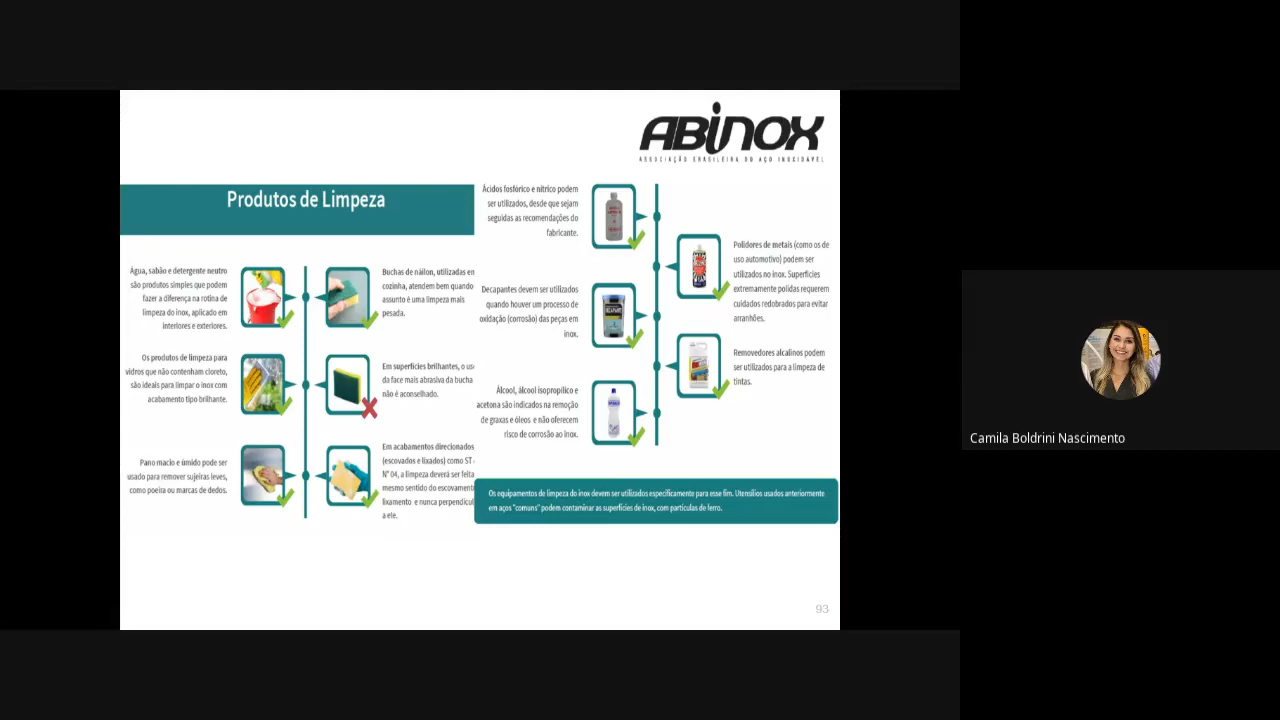 ABINOX
ASSOCIAÇÃO BRASILEIRA DO AÇO INOXIDÁVEL
Produtos de Limpeza
Água, sabão e detergente neutro
são produtos simples que podem
fazer a diferença na rotina de
limpeza do inox, aplicado em
interiores e exteriores.
Buchas de náilon, utilizadas em
cozinha, atendem bem quando
assunto é uma limpeza mais
pesada.
Os produtos de limpeza para
vidros que não contenham cloreto,
são ideais para limpar o inox com
acabamento tipo brilhante.
Em superfícies brilhantes, o uso
da face mais abrasiva da bucha
não é aconselhado.
Pano macio e úmido pode ser
usado para remover sujeiras leves,
como poeira ou marcas de dedos.
Em acabamentos direcionados
(escovados e lixados) como ST
Nº 04, a limpeza deverá ser feita
mesmo sentido do escovament
lixamento e nunca perpendicul
a ele.
Ácidos fosfórico e nítrico podem
ser utilizados, desde que sejam
seguidas as recomendações do
fabricante.
Polidores de metais (como os de
uso automotivo) podem ser
utilizados no inox. Superfícies
extremamente polidas requerem
cuidados redobrados para evitar
arranhões.
Decapantes devem ser utilizados
quando houver um processo de
oxidação (corrosão) das peças em
inox.
Removedores alcalinos podem
ser utilizados para a limpeza de
tintas.
Álcool, álcool isopropílico e
acetona são indicados na remoção
de graxas e óleos e não oferecem
risco de corrosão ao inox.
Os equipamentos de limpeza do inox devem ser utilizados especificamente para esse fim. Utensílios usados anteriormente
em aços "comuns" podem contaminar as superfícies de inox, com partículas de ferro.
93
Camila Boldrini Nascimento